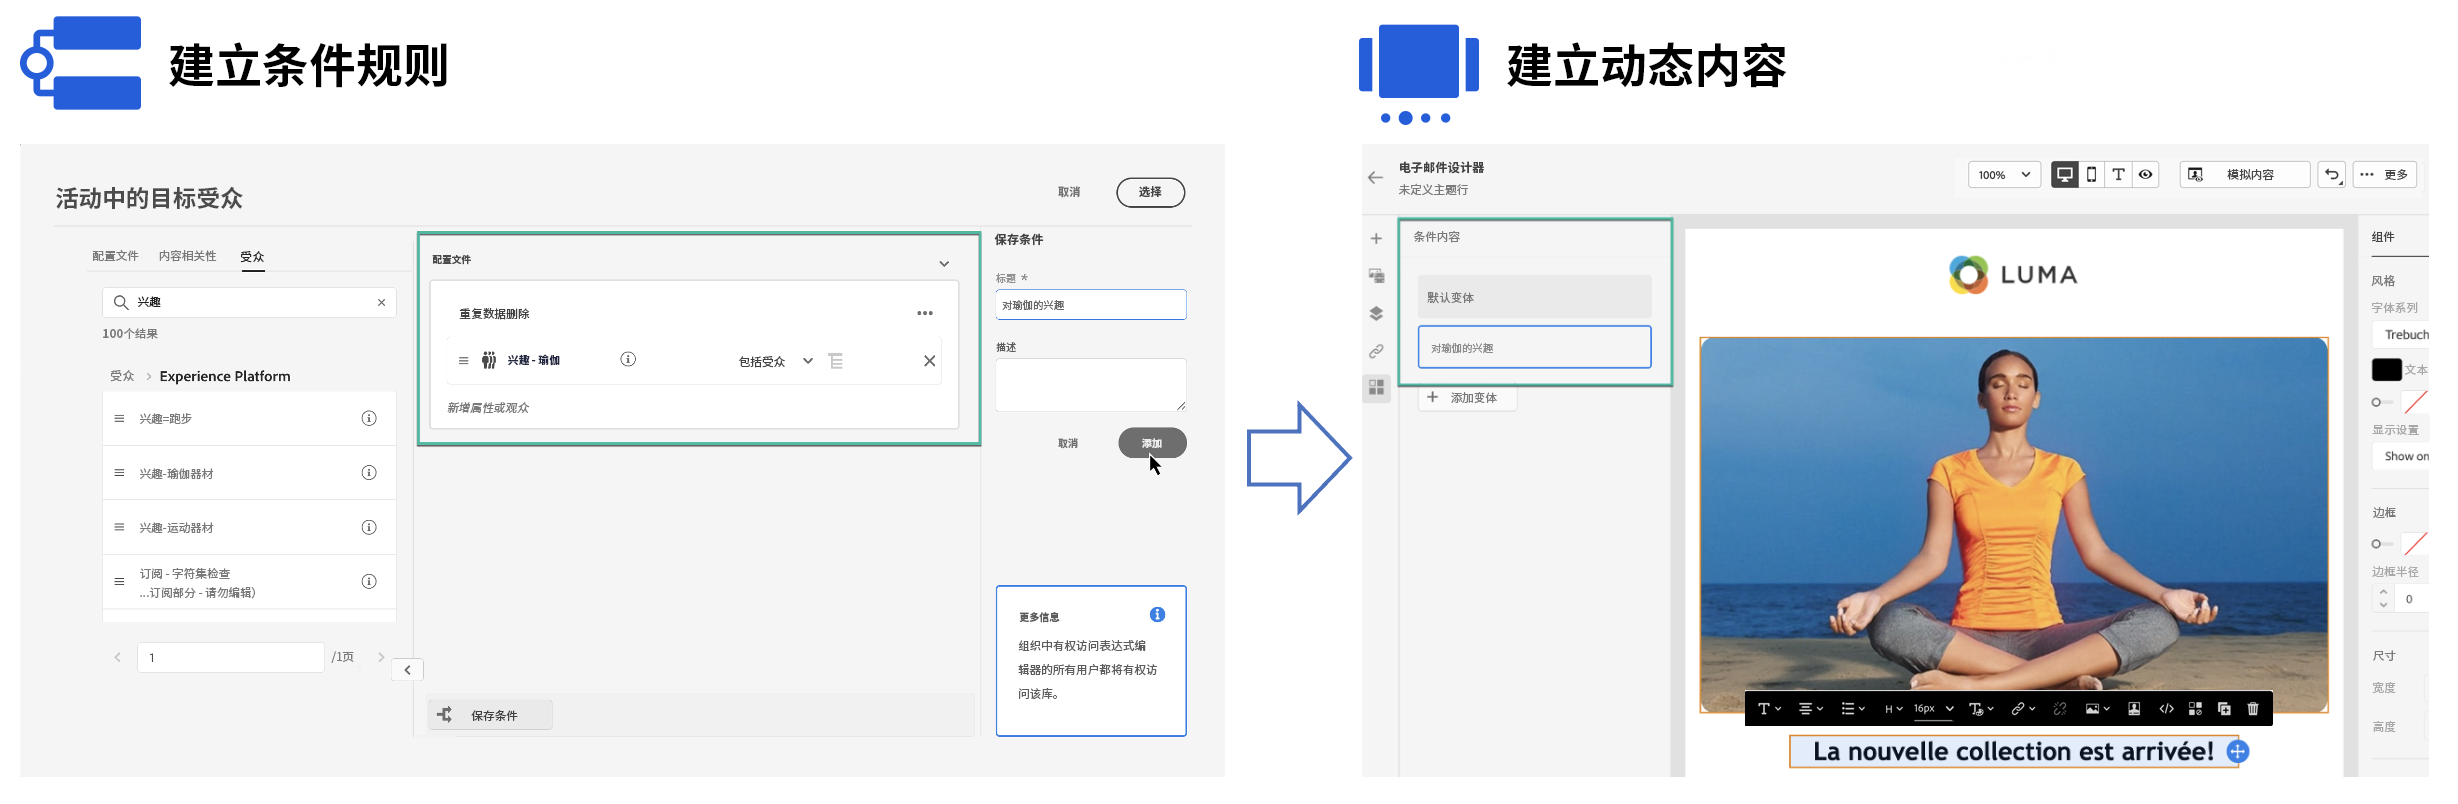 建立条件规则
建立动态内容
活动中的目标受众
取消
选择
配置文件
内容相关性
受众
兴趣
100个结果
受众 > Experience Platform
兴趣=跑步
兴趣-瑜伽器材
兴趣-运动器材
订阅 - 字符集检查
...订阅部分 - 请勿编辑)
1
/1页
配置文件
重复数据删除
兴趣 - 瑜伽
包括受众
新增属性或观众
保存条件
保存条件
标题 *
对瑜伽的兴趣
描述
取消
添加
更多信息
组织中有权访问表达式编
辑器的所有用户都将有权访
问该库。
电子邮件设计器
未定义主题行
100%
模拟内容
更多
条件内容
默认变体
对瑜伽的兴趣
添加变体
LUMA
16px
La nouvelle collection est arrivée!
组件
风格
字体系列
Trebuch
文本
显示设置
Show on
边框
边框半径
0
尺寸
宽度
高度